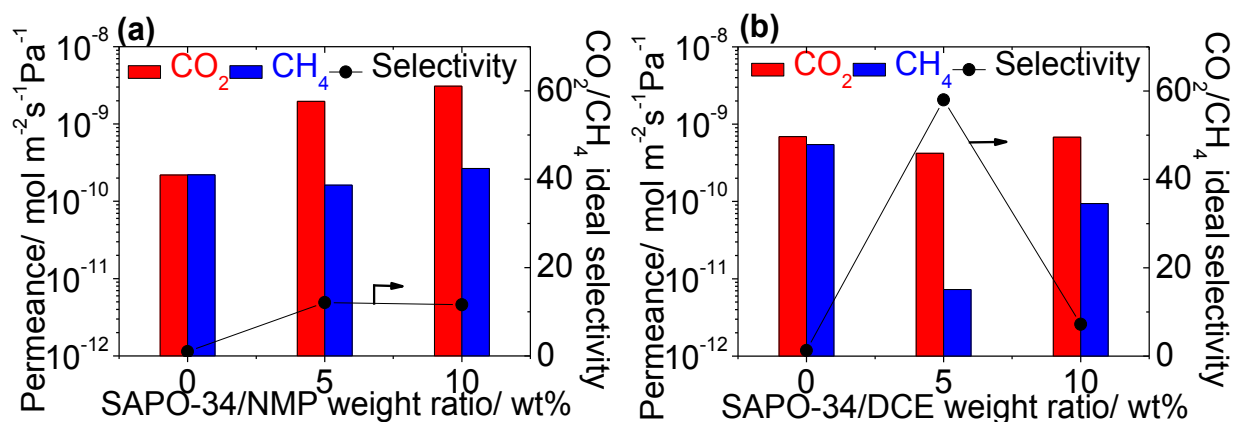 (a)
CO₂ CH₄ Selectivity
Permeance/ mol m⁻²s⁻¹Pa⁻¹
10⁻⁸
10⁻⁹
10⁻¹⁰
10⁻¹¹
10⁻¹²
0 5 10
SAPO-34/NMP weight ratio/ wt%
60
40
20
0
CO₂/CH₄ ideal selectivity
(b)
CO₂ CH₄ Selectivity
Permeance/ mol m⁻²s⁻¹Pa⁻¹
10⁻⁸
10⁻⁹
10⁻¹⁰
10⁻¹¹
10⁻¹²
0 5 10
SAPO-34/DCE weight ratio/ wt%
60
40
20
0
CO₂/CH₄ ideal selectivity